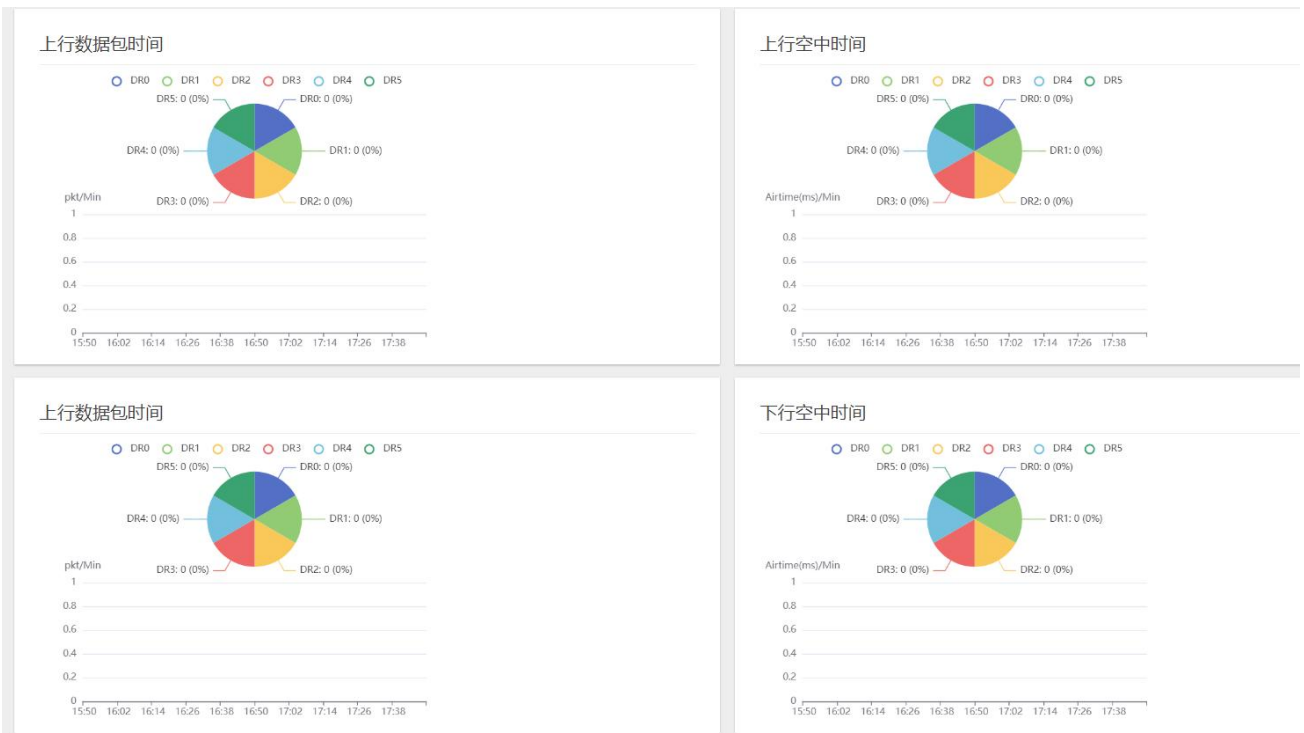 上行数据包时间
DR0 DR1 DR2 DR3 DR4 DR5
DR5: 0 (0%) DR0: 0 (0%)
DR4: 0 (0%) DR1: 0 (0%)
DR3: 0 (0%) DR2: 0 (0%)
pkt/Min
1
0.8
0.6
0.4
0.2
0
15:50 16:02 16:14 16:26 16:38 16:50 17:02 17:14 17:26 17:38
上行空中时间
DR0 DR1 DR2 DR3 DR4 DR5
DR5: 0 (0%) DR0: 0 (0%)
DR4: 0 (0%) DR1: 0 (0%)
DR3: 0 (0%) DR2: 0 (0%)
Airtime(ms)/Min
1
0.8
0.6
0.4
0.2
0
15:50 16:02 16:14 16:26 16:38 16:50 17:02 17:14 17:26 17:38
上行数据包时间
DR0 DR1 DR2 DR3 DR4 DR5
DR5: 0 (0%) DR0: 0 (0%)
DR4: 0 (0%) DR1: 0 (0%)
DR3: 0 (0%) DR2: 0 (0%)
pkt/Min
1
0.8
0.6
0.4
0.2
0
15:50 16:02 16:14 16:26 16:38 16:50 17:02 17:14 17:26 17:38
下行空中时间
DR0 DR1 DR2 DR3 DR4 DR5
DR5: 0 (0%) DR0: 0 (0%)
DR4: 0 (0%) DR1: 0 (0%)
DR3: 0 (0%) DR2: 0 (0%)
Airtime(ms)/Min
1
0.8
0.6
0.4
0.2
0
15:50 16:02 16:14 16:26 16:38 16:50 17:02 17:14 17:26 17:38